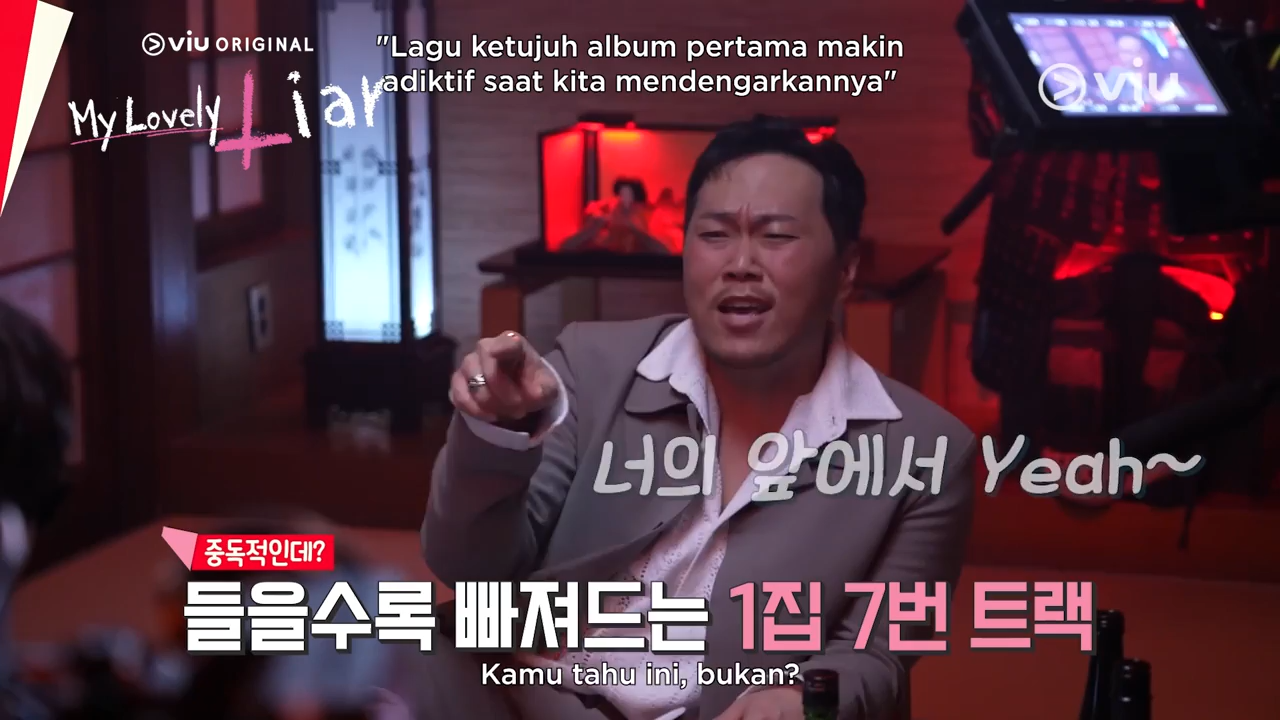 viu ORIGINAL
My Lovely Liar
"Lagu ketujuh album pertama makin
adiktif saat kita mendengarkannya"
viu
너의 앞에서 Yeah~
중독적인데?
들을수록 빠져드는 1집 7번 트랙
Kamu tahu ini, bukan?